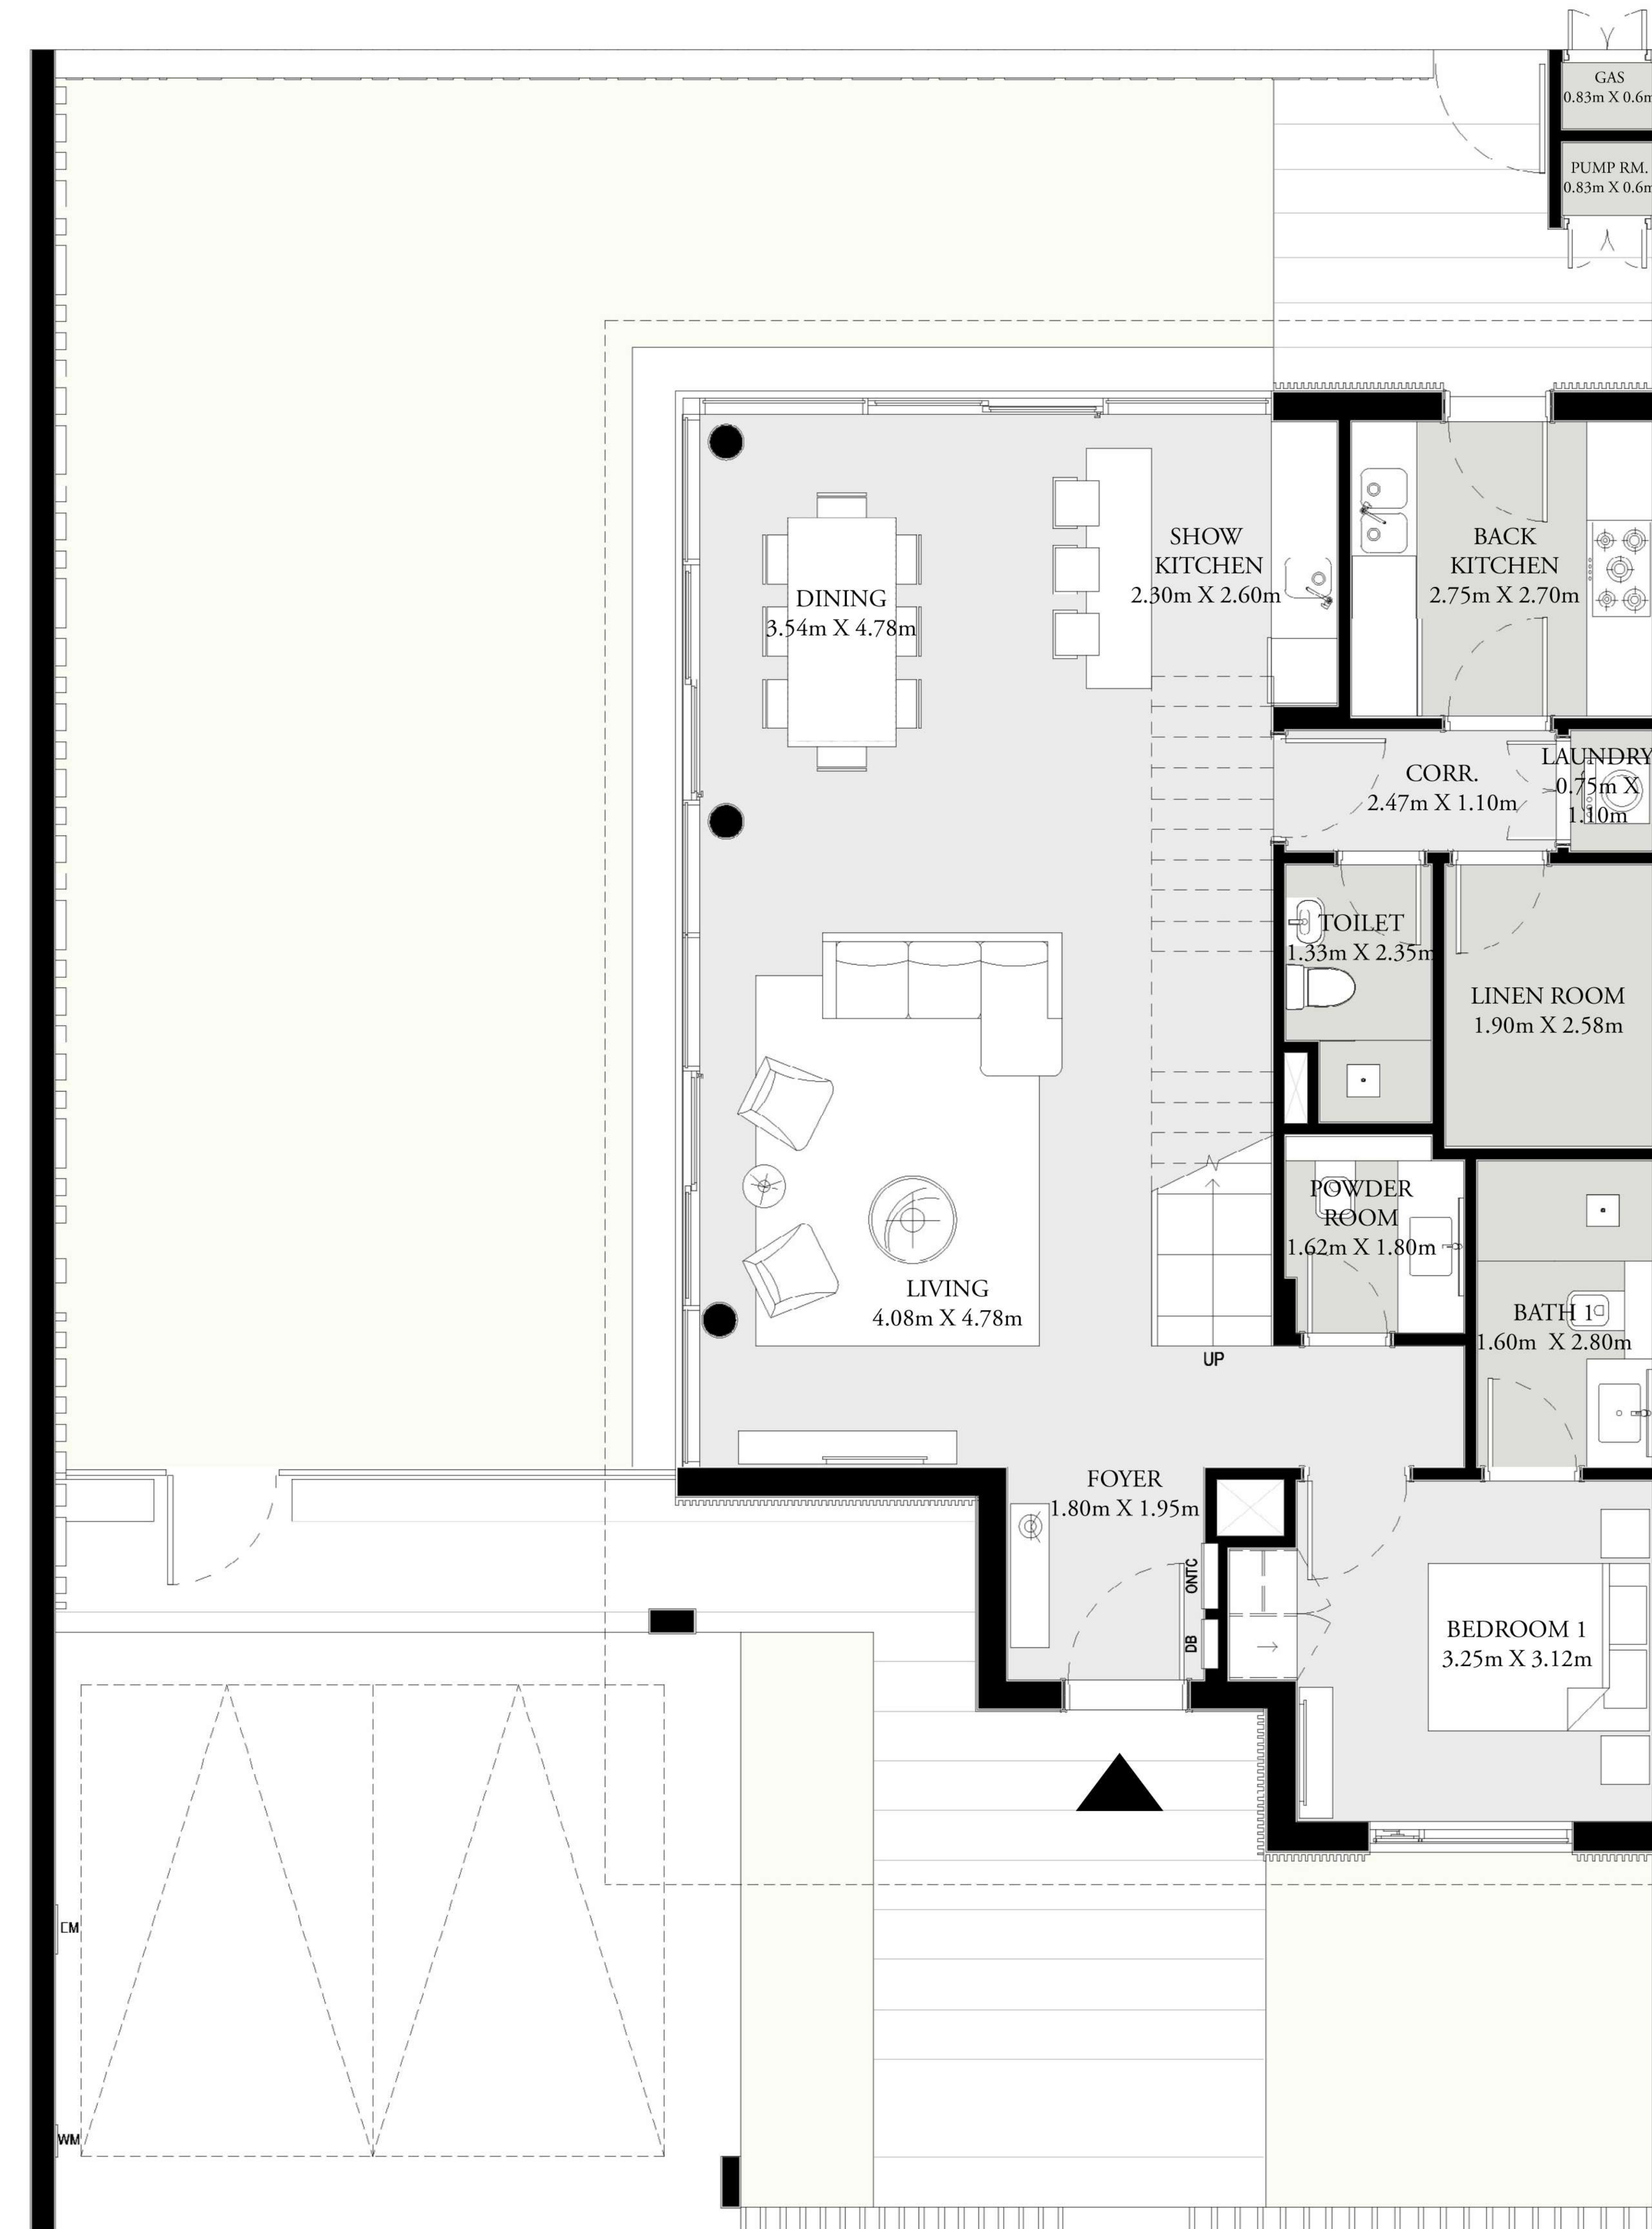 GAS
0.83m X 0.6m
PUMP RM.
0.83m X 0.6m
SHOW
KITCHEN
2.30m X 2.60m
BACK
KITCHEN
2.75m X 2.70m
DINING
3.54m X 4.78m
CORR.
2.47m X 1.10m
LAUNDRY
0.75m X
1.10m
TOILET
1.33m X 2.35m
LINEN ROOM
1.90m X 2.58m
POWDER
ROOM
1.62m X 1.80m
LIVING
4.08m X 4.78m
BATH 1
1.60m X 2.80m
UP
FOYER
1.80m X 1.95m
ONTC
DB
BEDROOM 1
3.25m X 3.12m
WM